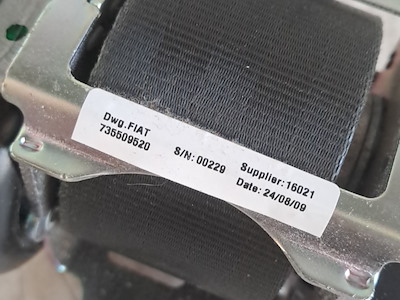 Dwg.FIAT
735509520
S/N: 00229
Supplier: 16021
Date: 24/08/09